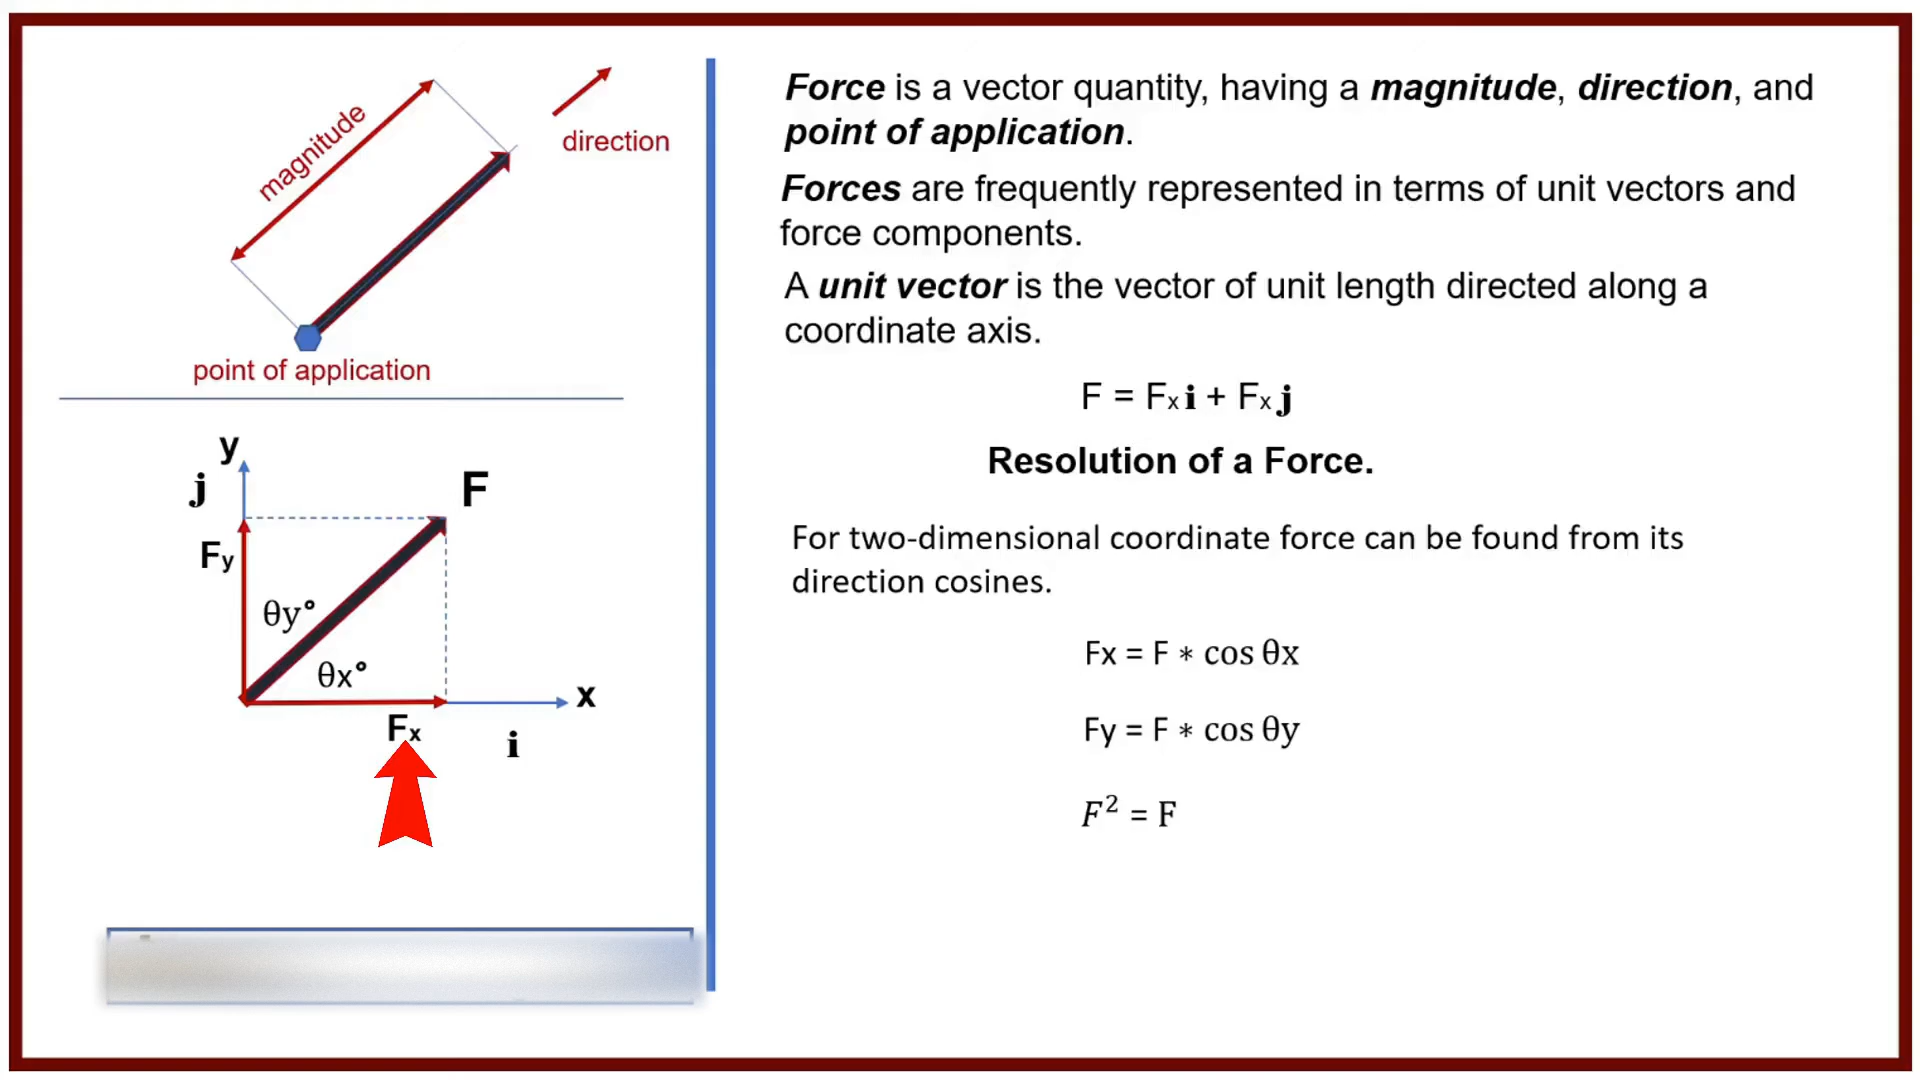 magnitude
direction
point of application
y
j
F
Fy
θy°
θx°
x
Fx
i
Force is a vector quantity, having a magnitude, direction, and
point of application.
Forces are frequently represented in terms of unit vectors and
force components.
A unit vector is the vector of unit length directed along a
coordinate axis.
F = Fx i + Fx j
Resolution of a Force.
For two-dimensional coordinate force can be found from its
direction cosines.
Fx = F ∗ cos θx
Fy = F ∗ cos θy
F² = F